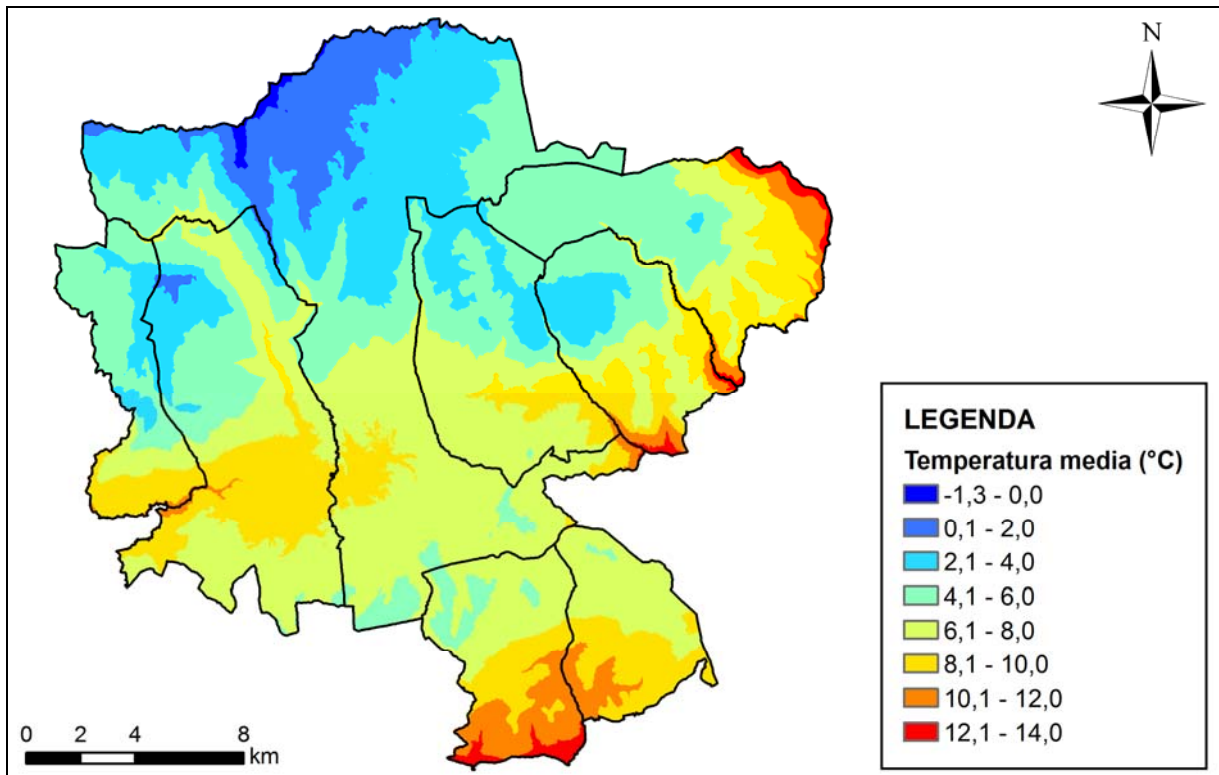 N
LEGENDA
Temperatura media (°C)
-1,3 - 0,0
0,1 - 2,0
2,1 - 4,0
4,1 - 6,0
6,1 - 8,0
8,1 - 10,0
10,1 - 12,0
12,1 - 14,0
0 2 4 8
km